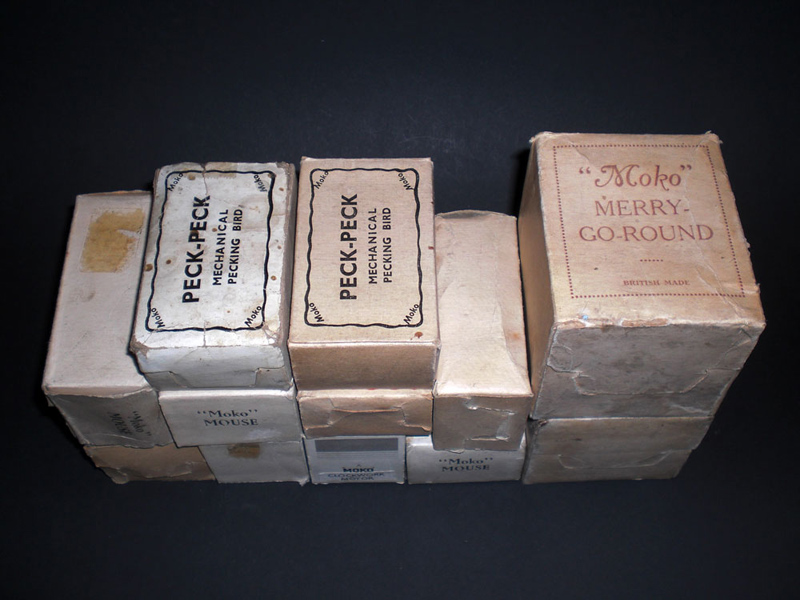 Moko
Moko
PECK-PECK
MECHANICAL
PECKING BIRD
Moko
Moko
Moko
Moko
PECK-PECK
MECHANICAL
PECKING BIRD
Moko
Moko
"Moko"
MERRY-
GO-ROUND
BRITISH MADE
"Moko"
MOUSE
MOKO
"Moko"
MOUSE